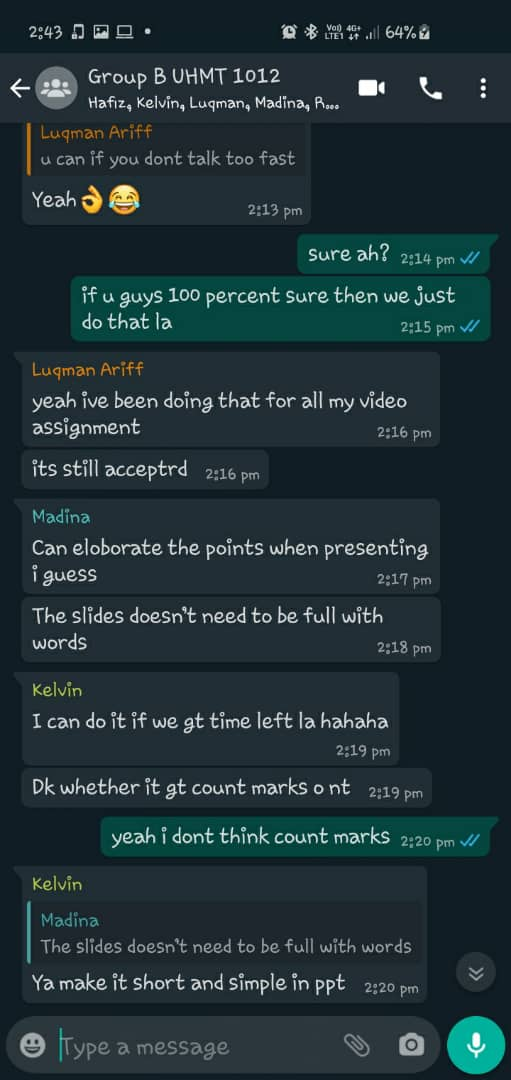 2:43
Voo) 4G+
LTE1
64%
Group B UHMT 1012
Hafiz, Kelvin, Luqman, Madina, R...
Luqman Ariff
u can if you dont talk too fast
Yeah👌😂
2:13 pm
sure ah? 2:14 pm
if u guys 100 percent sure then we just
do that la
2:15 pm
Luqman Ariff
yeah ive been doing that for all my video
assignment
2:16 pm
its still acceptrd 2:16 pm
Madina
Can eloborate the points when presenting
i guess
2:17 pm
The slides doesn't need to be full with
words
2:18 pm
Kelvin
I can do it if we gt time left la hahaha
2:19 pm
Dk whether it gt count marks o nt 2:19 pm
yeah i dont think count marks 2:20 pm
Kelvin
Madina
The slides doesn't need to be full with words
Ya make it short and simple in ppt 2:20 pm
Type a message